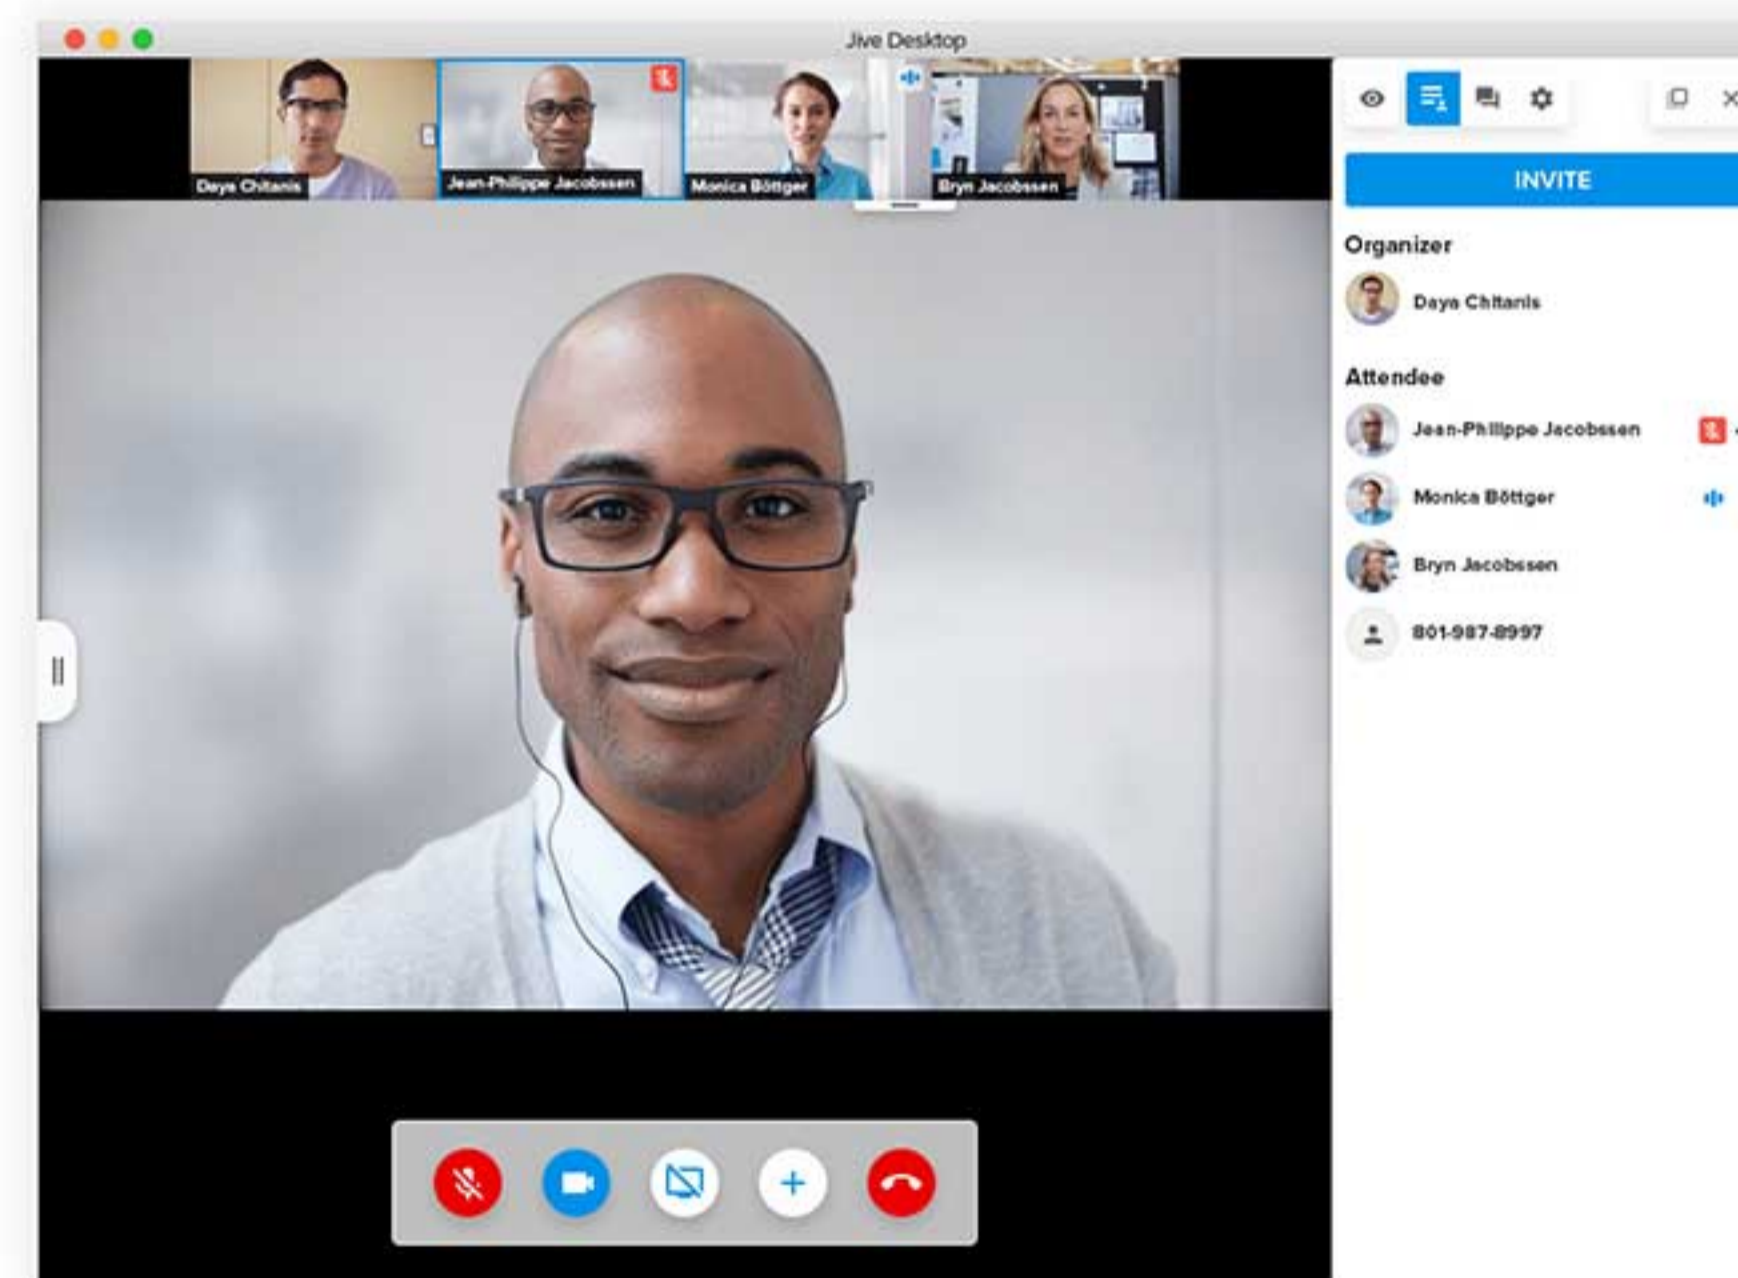 Jive Desktop
Daya Chitanis
Jean-Philippe Jacobssen
Monica Böttger
Bryn Jacobssen
INVITE
Organizer
Daya Chitanis
Attendee
Jean-Philippe Jacobssen
Monica Böttger
Bryn Jacobssen
801-987-8997